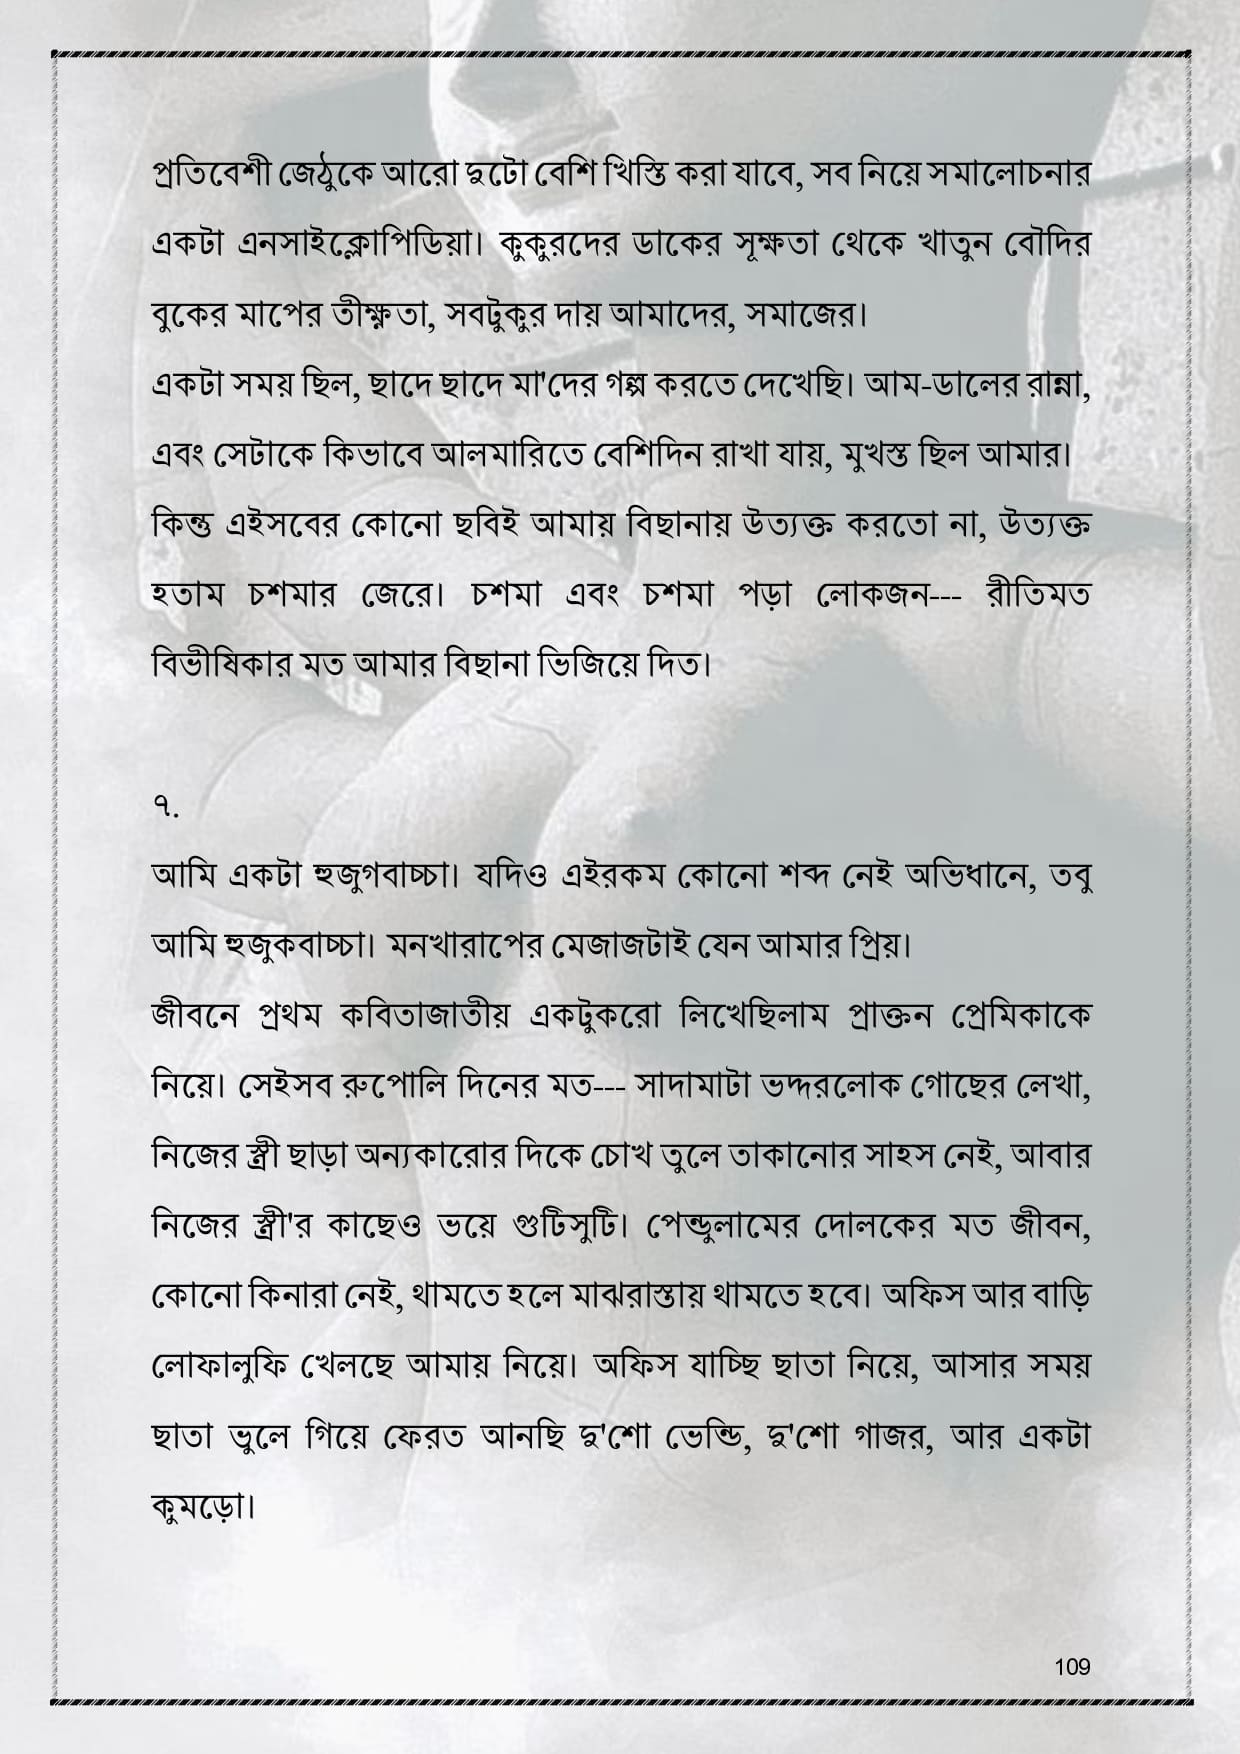 প্রতিবেশী জেঠুকে আরো দুটো বেশি খিস্তি করা যাবে, সব নিয়ে সমালোচনার
একটা এনসাইক্লোপিডিয়া। কুকুরদের ডাকের সূক্ষতা থেকে খাতুন বৌদির
বুকের মাপের তীক্ষ্ণতা, সবটুকুর দায় আমাদের, সমাজের।
একটা সময় ছিল, ছাদে ছাদে মা'দের গল্প করতে দেখেছি। আম-ডালের রান্না,
এবং সেটাকে কিভাবে আলমারিতে বেশিদিন রাখা যায়, মুখস্ত ছিল আমার।
কিন্তু এইসবের কোনো ছবিই আমায় বিছানায় উত্যক্ত করতো না, উত্যক্ত
হতাম চশমার জেরে। চশমা এবং চশমা পড়া লোকজন--- রীতিমত
বিভীষিকার মত আমার বিছানা ভিজিয়ে দিত।
৭.
আমি একটা হুজুগবাচ্চা। যদিও এইরকম কোনো শব্দ নেই অভিধানে, তবু
আমি হুজুকবাচ্চা। মনখারাপের মেজাজটাই যেন আমার প্রিয়।
জীবনে প্রথম কবিতাজাতীয় একটুকরো লিখেছিলাম প্রাক্তন প্রেমিকাকে
নিয়ে। সেইসব রুপোলি দিনের মত--- সাদামাটা ভদ্দরলোক গোছের লেখা,
নিজের স্ত্রী ছাড়া অন্যকারোর দিকে চোখ তুলে তাকানোর সাহস নেই, আবার
নিজের স্ত্রী'র কাছেও ভয়ে গুটিসুটি। পেন্ডুলামের দোলকের মত জীবন,
কোনো কিনারা নেই, থামতে হলে মাঝরাস্তায় থামতে হবে। অফিস আর বাড়ি
লোফালুফি খেলছে আমায় নিয়ে। অফিস যাচ্ছি ছাতা নিয়ে, আসার সময়
ছাতা ভুলে গিয়ে ফেরত আনছি দু'শো ভেন্ডি, দু'শো গাজর, আর একটা
কুমড়ো।
109